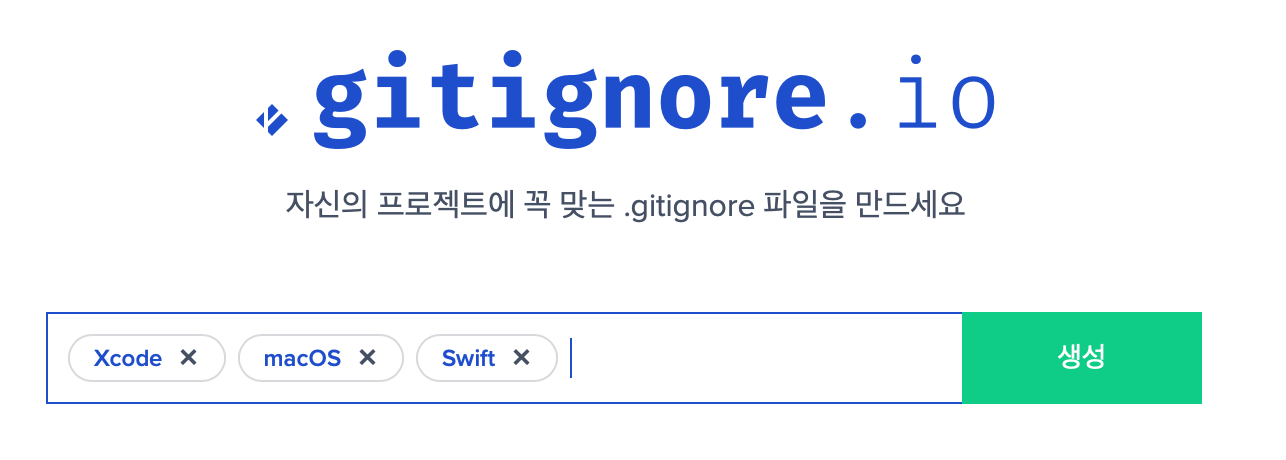 gitignore.io
자신의 프로젝트에 꼭 맞는 .gitignore 파일을 만드세요
Xcode × macOS × Swift × 생성